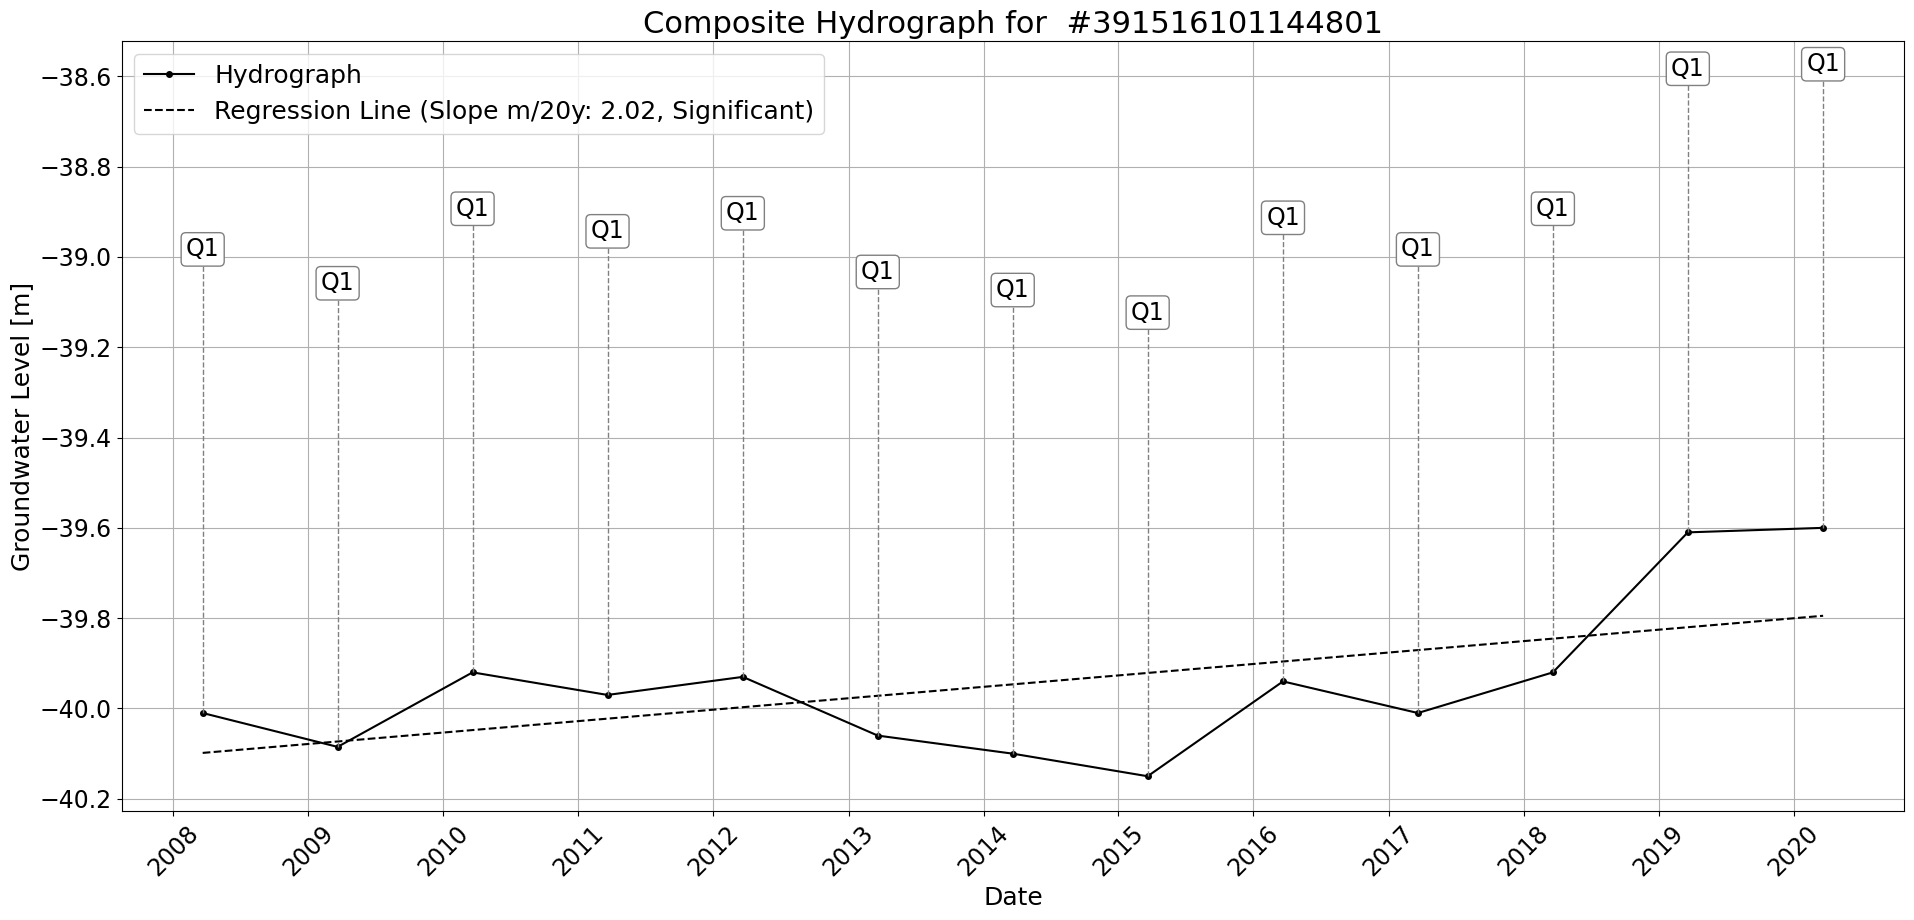 Composite Hydrograph for  #391516101144801
Hydrograph
Regression Line (Slope m/20y: 2.02, Significant)
Groundwater Level [m]
−38.6
−38.8
−39.0
−39.2
−39.4
−39.6
−39.8
−40.0
−40.2
Q1
Q1
Q1
Q1
Q1
Q1
Q1
Q1
Q1
Q1
Q1
Q1
Q1
2008
2009
2010
2011
2012
2013
2014
2015
2016
2017
2018
2019
2020
Date